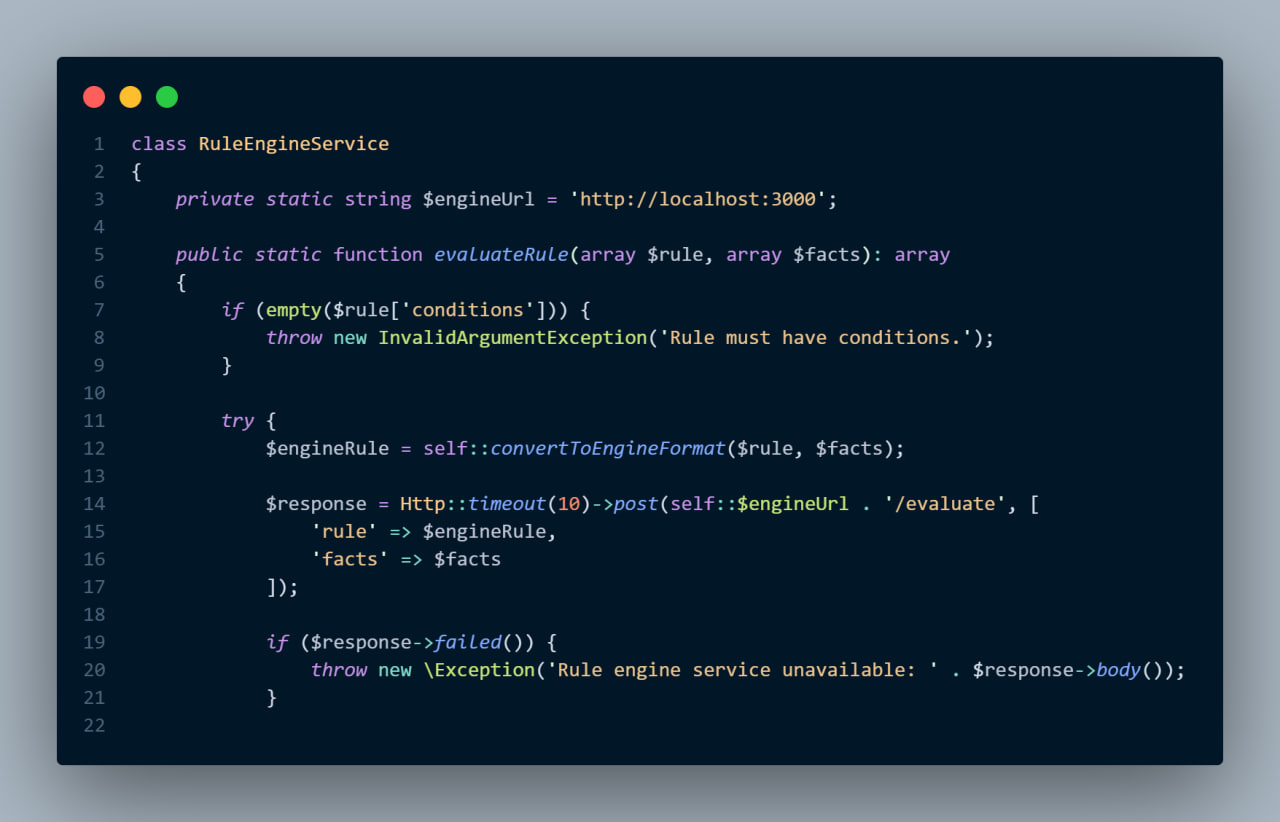 1 class RuleEngineService
2 {
3     private static string $engineUrl = 'http://localhost:3000';
4
5     public static function evaluateRule(array $rule, array $facts): array
6     {
7         if (empty($rule['conditions'])) {
8             throw new InvalidArgumentException('Rule must have conditions.');
9         }
10
11         try {
12             $engineRule = self::convertToEngineFormat($rule, $facts);
13
14             $response = Http::timeout(10)->post(self::$engineUrl . '/evaluate', [
15                 'rule' => $engineRule,
16                 'facts' => $facts
17             ]);
18
19             if ($response->failed()) {
20                 throw new \Exception('Rule engine service unavailable: ' . $response->body());
21             }
22